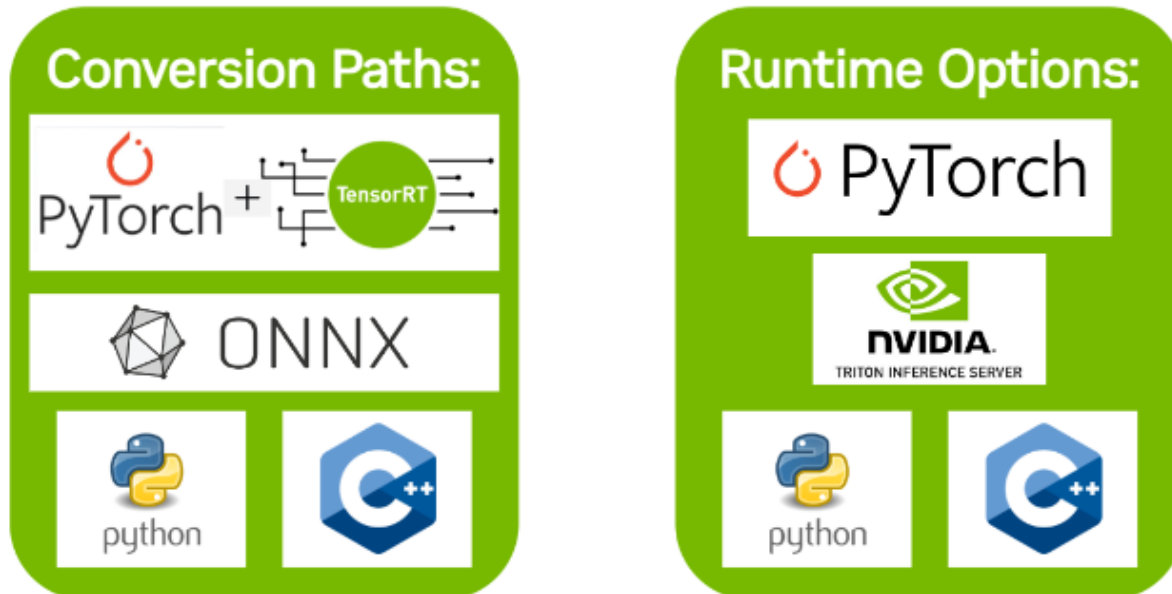 Conversion Paths:
PyTorch + TensorRT
ONNX
python
C++
Runtime Options:
PyTorch
NVIDIA.
TRITON INFERENCE SERVER
python
C++